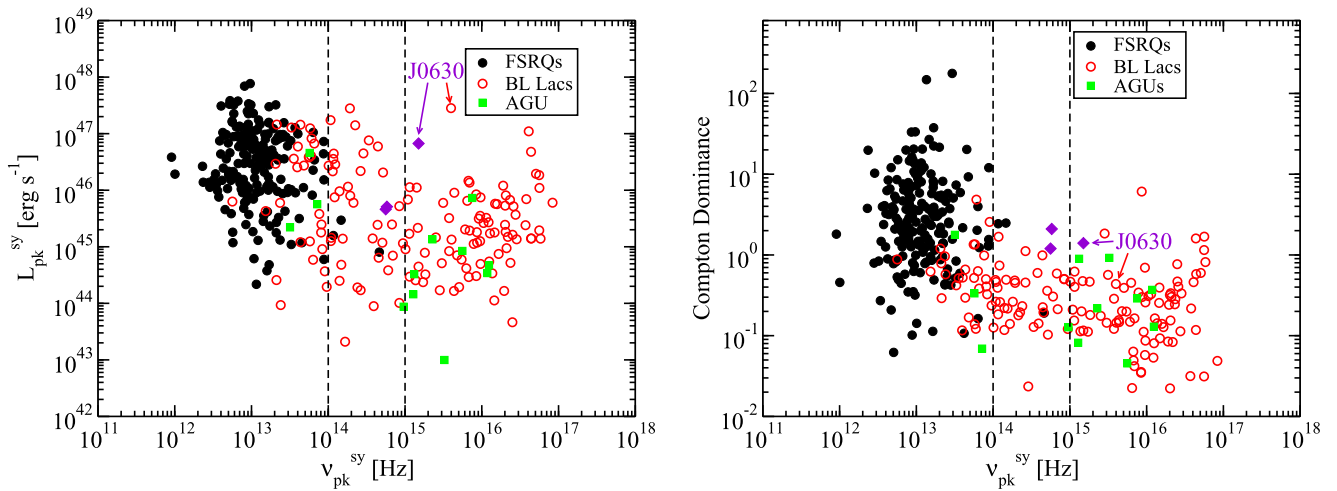 10^49
10^48
10^47
10^46
10^45
10^44
10^43
10^42
L_pk^sy [erg s^-1]
J0630
FSRQs
BL Lacs
AGU
10^11 10^12 10^13 10^14 10^15 10^16 10^17 10^18
ν_pk^sy [Hz]
10^2
10^1
10^0
10^-1
10^-2
Compton Dominance
FSRQs
BL Lacs
AGUs
J0630
10^11 10^12 10^13 10^14 10^15 10^16 10^17 10^18
ν_pk^sy [Hz]